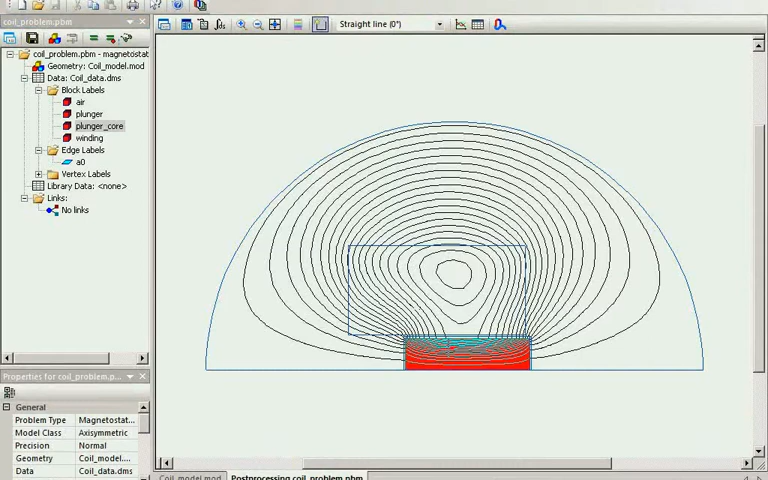 coil_problem.pbm
Straight line (0°)
coil_problem.pbm - magnetostat
Geometry: Coil_model.mod
Data: Coil_data.dms
Block Labels
air
plunger
plunger_core
winding
Edge Labels
a0
Vertex Labels
Library Data: <none>
Links:
No links
Properties for coil_problem.p...
General
Problem Type Magnetostat...
Model Class Axisymmetric
Precision Normal
Geometry Coil_model....
Data Coil_data.dms
Coil_model.mod
Postprocessing coil_problem.pbm